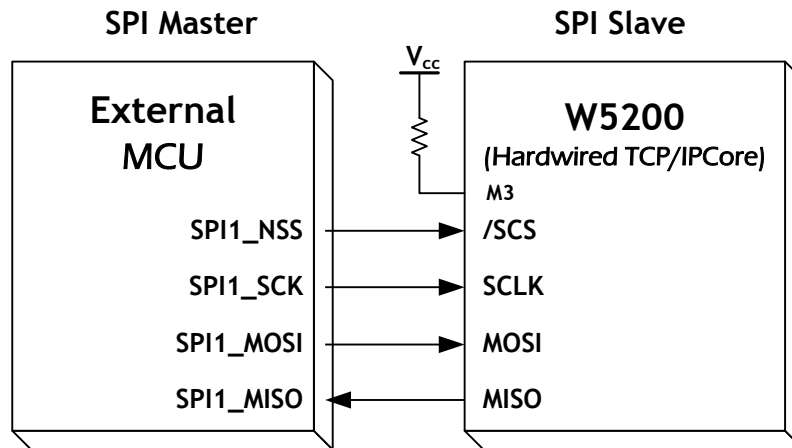 SPI Master
SPI Slave
V_CC
External
MCU
W5200
(Hardwired TCP/IPCore)
M3
SPI1_NSS
/SCS
SPI1_SCK
SCLK
SPI1_MOSI
MOSI
SPI1_MISO
MISO